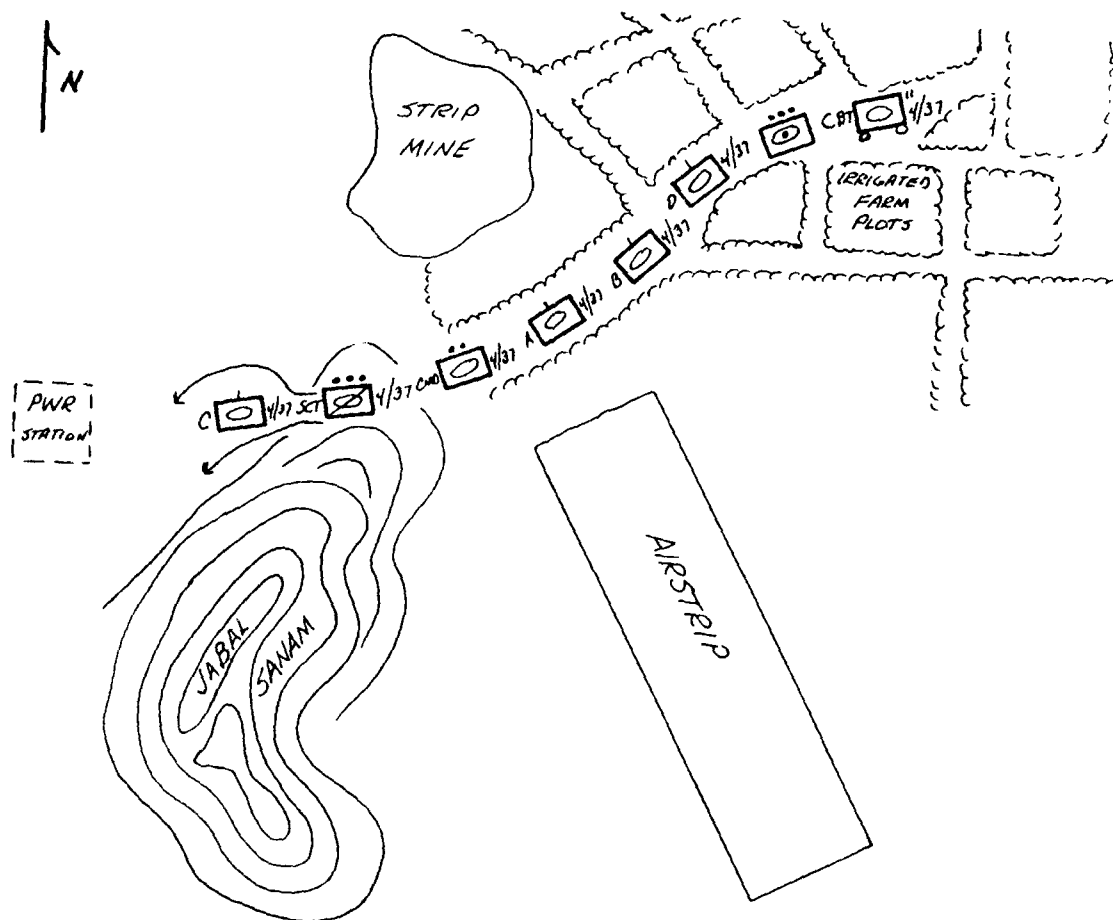 N
STRIP
MINE
CBT 4/37
D 4/37
IRRIGATED
FARM
PLOTS
B 4/37
A 4/37
CMD 4/37
SCT 4/37
C 4/37
PWR
STATION
JABAL
SANAM
AIRSTRIP